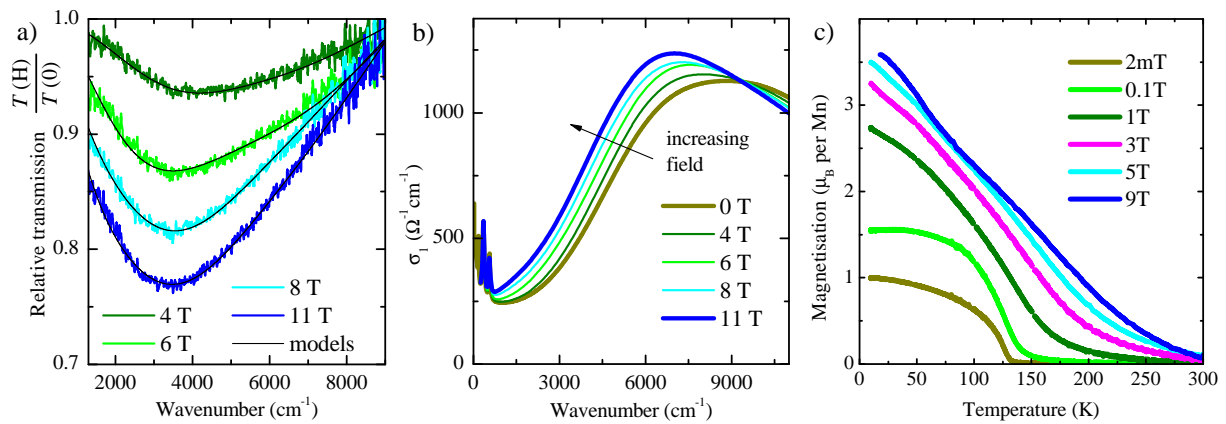 a)
T (H)
T (0)
Relative transmission
1.0
0.9
0.8
0.7
8 T
4 T
11 T
6 T
models
2000
4000
6000
8000
Wavenumber (cm⁻¹)
b)
σ₁ (Ω⁻¹cm⁻¹)
1000
500
0
increasing
field
0 T
4 T
6 T
8 T
11 T
0
3000
6000
9000
Wavenumber (cm⁻¹)
c)
Magnetisation (μ_B per Mn)
3
2
1
0
2mT
0.1T
1T
3T
5T
9T
0
50
100
150
200
250
300
Temperature (K)